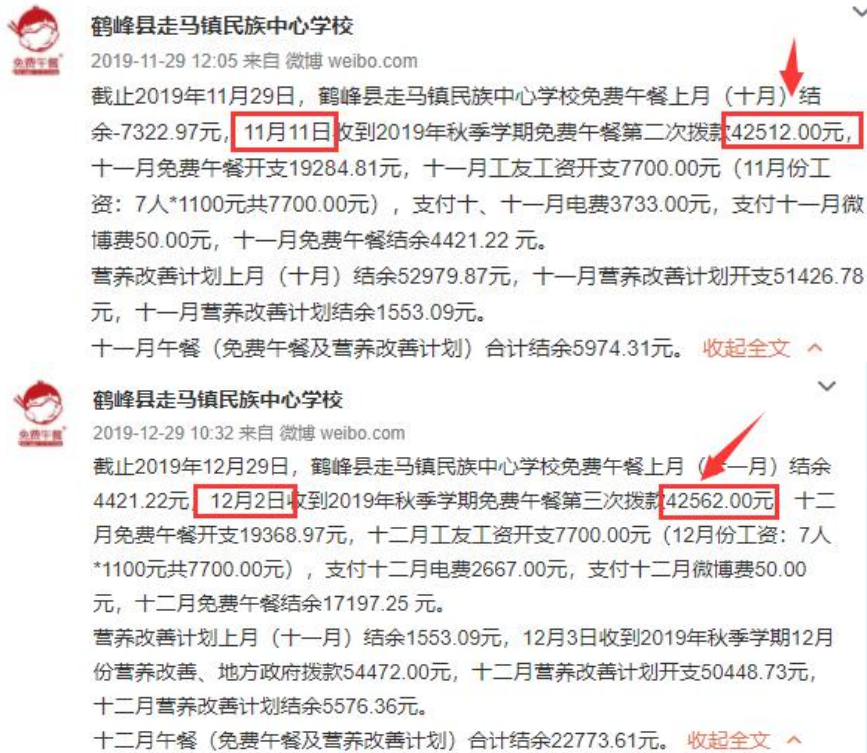 鹤峰县走马镇民族中心学校
2019-11-29 12:05 来自 微博 weibo.com
免费午餐
截止2019年11月29日，鹤峰县走马镇民族中心学校免费午餐上月（十月）结
余-7322.97元，11月11日收到2019年秋季学期免费午餐第二次拨款42512.00元，
十一月免费午餐开支19284.81元，十一月工友工资开支7700.00元（11月份工
资：7人*1100元共7700.00元），支付十、十一月电费3733.00元，支付十一月微
博费50.00元，十一月免费午餐结余4421.22 元。
营养改善计划上月（十月）结余52979.87元，十一月营养改善计划开支51426.78
元，十一月营养改善计划结余1553.09元。
十一月午餐（免费午餐及营养改善计划）合计结余5974.31元。 收起全文
鹤峰县走马镇民族中心学校
2019-12-29 10:32 来自 微博 weibo.com
免费午餐
截止2019年12月29日，鹤峰县走马镇民族中心学校免费午餐上月（十一月）结余
4421.22元，12月2日收到2019年秋季学期免费午餐第三次拨款42562.00元，十二
月免费午餐开支19368.97元，十二月工友工资开支7700.00元（12月份工资：7人
*1100元共7700.00元），支付十二月电费2667.00元，支付十二月微博费50.00
元，十二月免费午餐结余17197.25 元。
营养改善计划上月（十一月）结余1553.09元，12月3日收到2019年秋季学期12月
份营养改善、地方政府拨款54472.00元，十二月营养改善计划开支50448.73元，
十二月营养改善计划结余5576.36元。
十二月午餐（免费午餐及营养改善计划）合计结余22773.61元。 收起全文